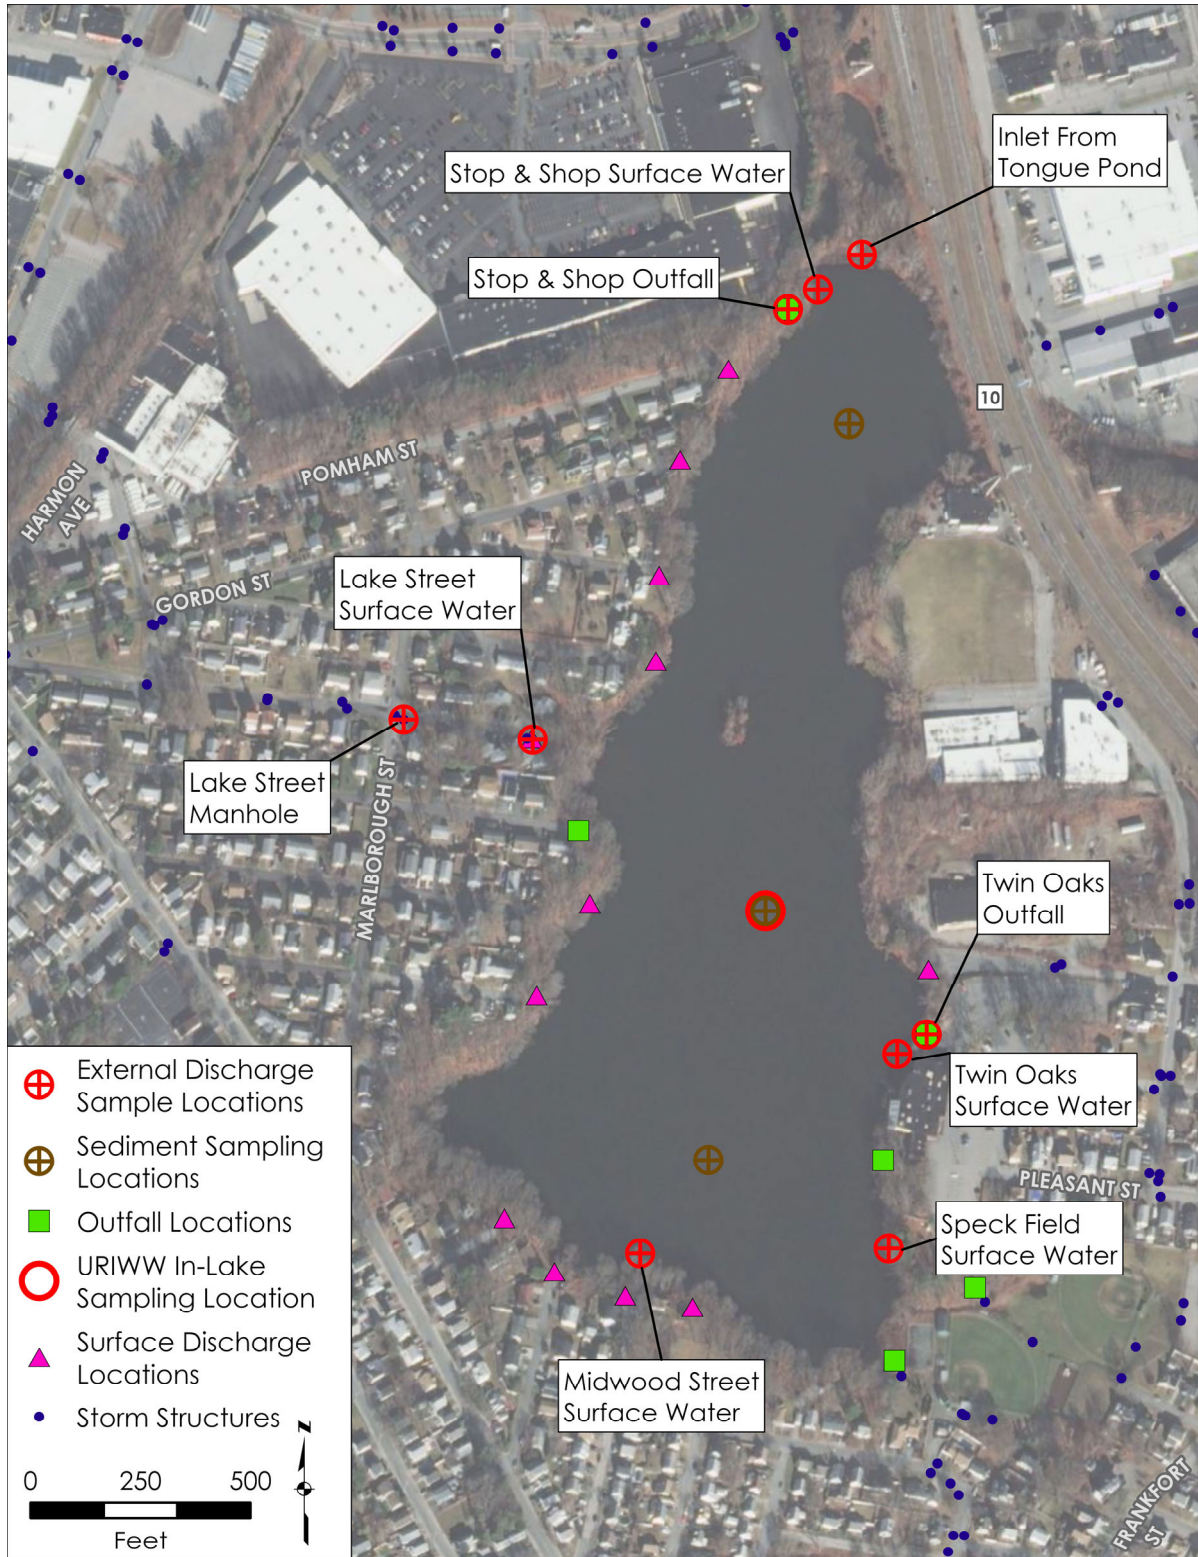 Inlet From
Tongue Pond
Stop & Shop Surface Water
Stop & Shop Outfall
10
POMHAM ST
HARMON
AVE
GORDON ST
Lake Street
Surface Water
Lake Street
Manhole
MARLBOROUGH ST
Twin Oaks
Outfall
Twin Oaks
Surface Water
PLEASANT ST
Speck Field
Surface Water
Midwood Street
Surface Water
FRANKFORT
ST
External Discharge
Sample Locations
Sediment Sampling
Locations
Outfall Locations
URIWW In-Lake
Sampling Location
Surface Discharge
Locations
Storm Structures
N
0 250 500
Feet